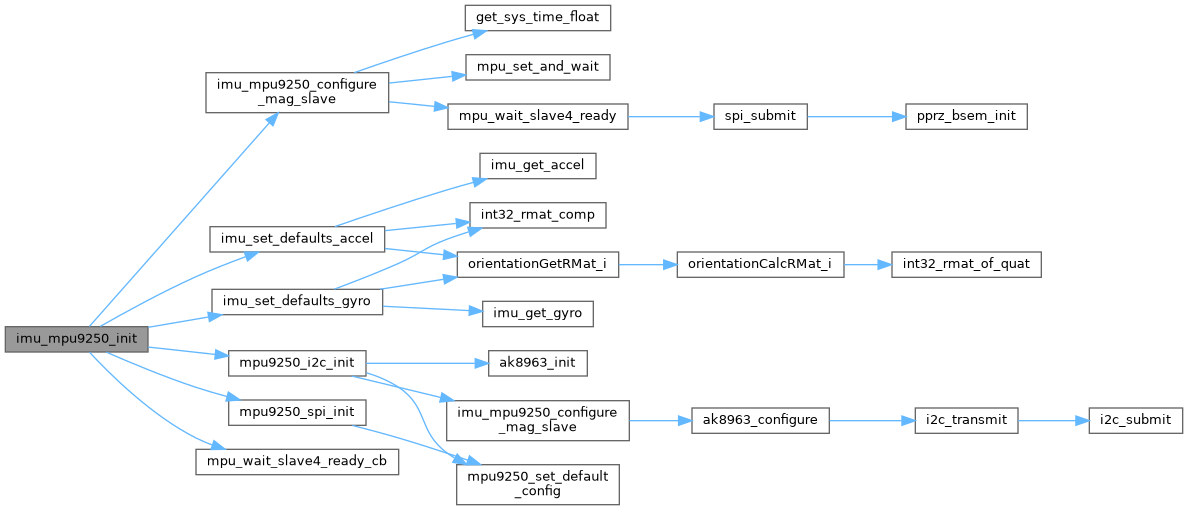 get_sys_time_float
imu_mpu9250_configure
_mag_slave
mpu_set_and_wait
mpu_wait_slave4_ready
spi_submit
pprz_bsem_init
imu_get_accel
int32_rmat_comp
imu_set_defaults_accel
orientationGetRMat_i
orientationCalcRMat_i
int32_rmat_of_quat
imu_set_defaults_gyro
imu_get_gyro
imu_mpu9250_init
mpu9250_i2c_init
ak8963_init
mpu9250_spi_init
imu_mpu9250_configure
_mag_slave
ak8963_configure
i2c_transmit
i2c_submit
mpu_wait_slave4_ready_cb
mpu9250_set_default
_config